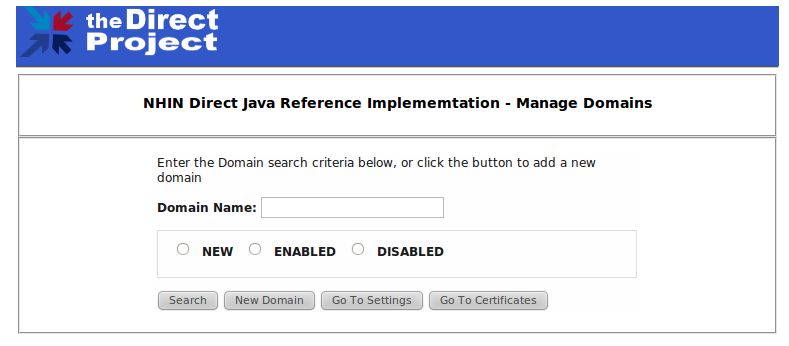 the Direct
Project
NHIN Direct Java Reference Implememtation - Manage Domains
Enter the Domain search criteria below, or click the button to add a new
domain
Domain Name:
NEW ENABLED DISABLED
Search New Domain Go To Settings Go To Certificates